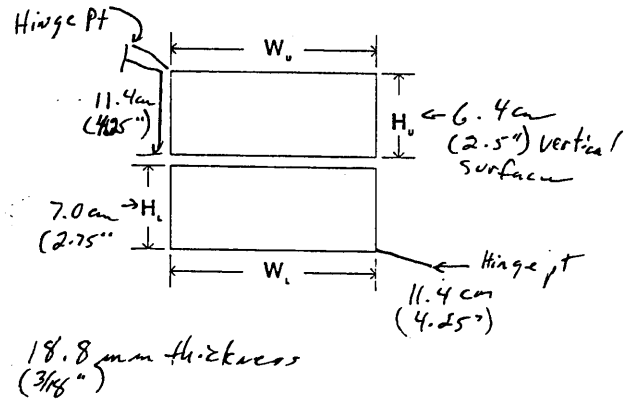 Hinge Pt
W_U
11.4cm
(4.25")
H_U ← 6.4cm
(2.5") vertical
surface
7.0cm → H_L
(2.75"
W_L
← Hinge pt
11.4 cm
(4.25")
18.8 mm thickness
(3/16")